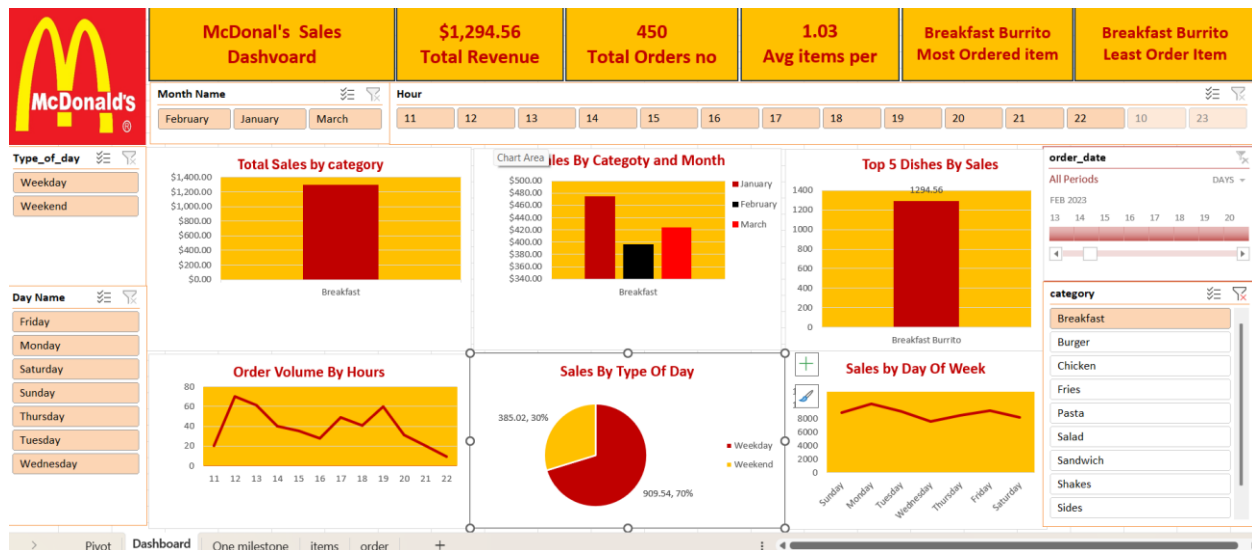 McDonald's
®
McDonal's Sales
Dashvoard
$1,294.56
Total Revenue
450
Total Orders no
1.03
Avg items per
Breakfast Burrito
Most Ordered item
Breakfast Burrito
Least Order Item
Month Name
February January March
Hour
11 12 13 14 15 16 17 18 19 20 21 22 10 23
Type_of_day
Weekday
Weekend
Day Name
Friday
Monday
Saturday
Sunday
Thursday
Tuesday
Wednesday
Total Sales by category
$1,400.00
$1,200.00
$1,000.00
$800.00
$600.00
$400.00
$200.00
$0.00
Breakfast
Chart Area
les By Categoty and Month
$500.00
$480.00
$460.00
$440.00
$420.00
$400.00
$380.00
$360.00
$340.00
Breakfast
January
February
March
Top 5 Dishes By Sales
1400
1200
1000
800
600
400
200
0
1294.56
Breakfast Burrito
order_date
All Periods DAYS
FEB 2023
13 14 15 16 17 18 19 20
category
Breakfast
Burger
Chicken
Fries
Pasta
Salad
Sandwich
Shakes
Sides
Order Volume By Hours
80
60
40
20
0
11 12 13 14 15 16 17 18 19 20 21 22
Sales By Type Of Day
385.02, 30%
909.54, 70%
Weekday
Weekend
Sales by Day Of Week
8000
6000
4000
2000
0
Sunday
Monday
Tuesday
Wednesday
Thursday
Friday
Saturday
Pivot Dashboard One milestone items order